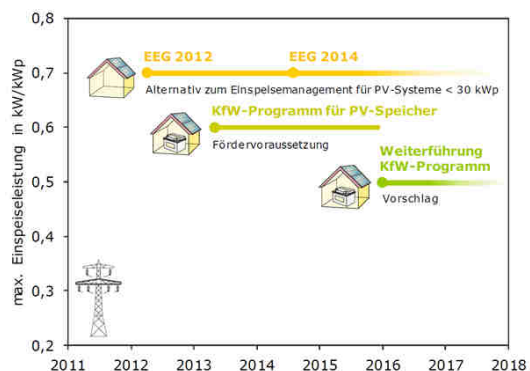 max. Einspeiseleistung in kW/kWp
0,8
0,7
0,6
0,5
0,4
0,3
0,2
EEG 2012
EEG 2014
Alternativ zum Einspeisemanagement für PV-Systeme < 30 kWp
KfW-Programm für PV-Speicher
Fördervoraussetzung
Weiterführung
KfW-Programm
Vorschlag
2011 2012 2013 2014 2015 2016 2017 2018